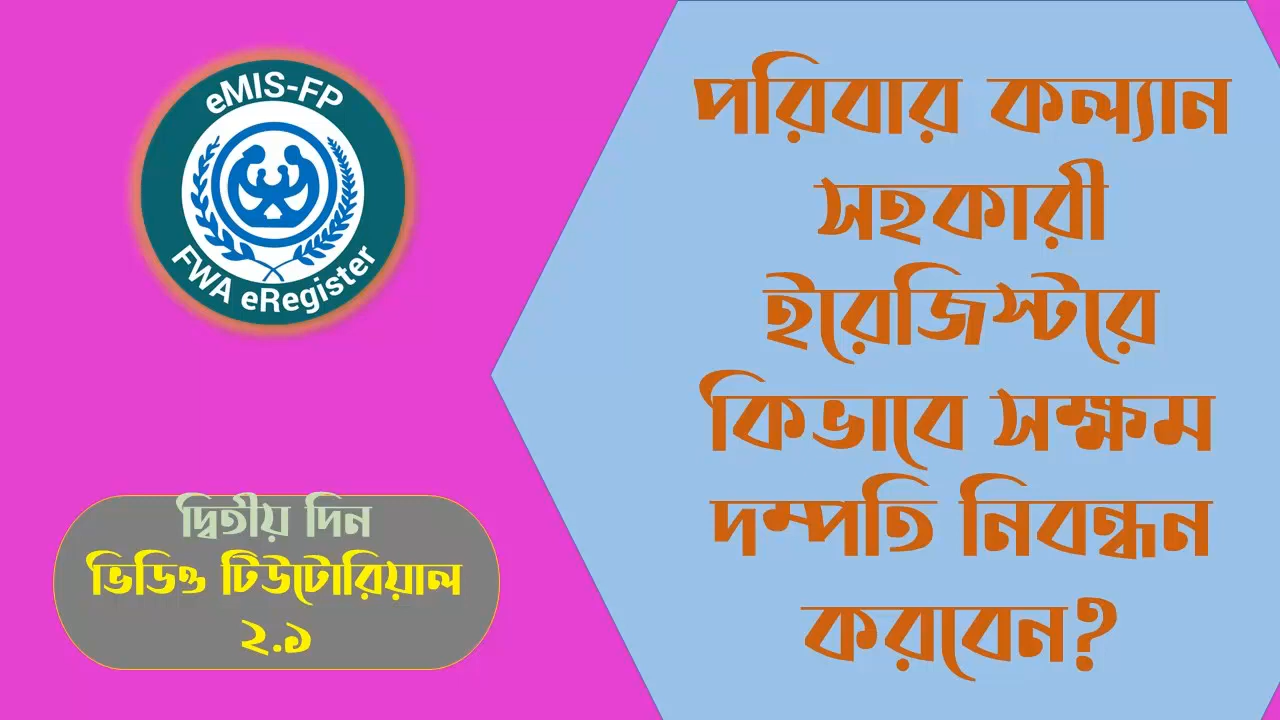 eMIS-FP
FWA eRegister
দ্বিতীয় দিন
ভিডিও টিউটোরিয়াল
২.১
পরিবার কল্যান
সহকারী
ইরেজিস্টরে
কিভাবে সক্ষম
দম্পতি নিবন্ধন
করবেন?